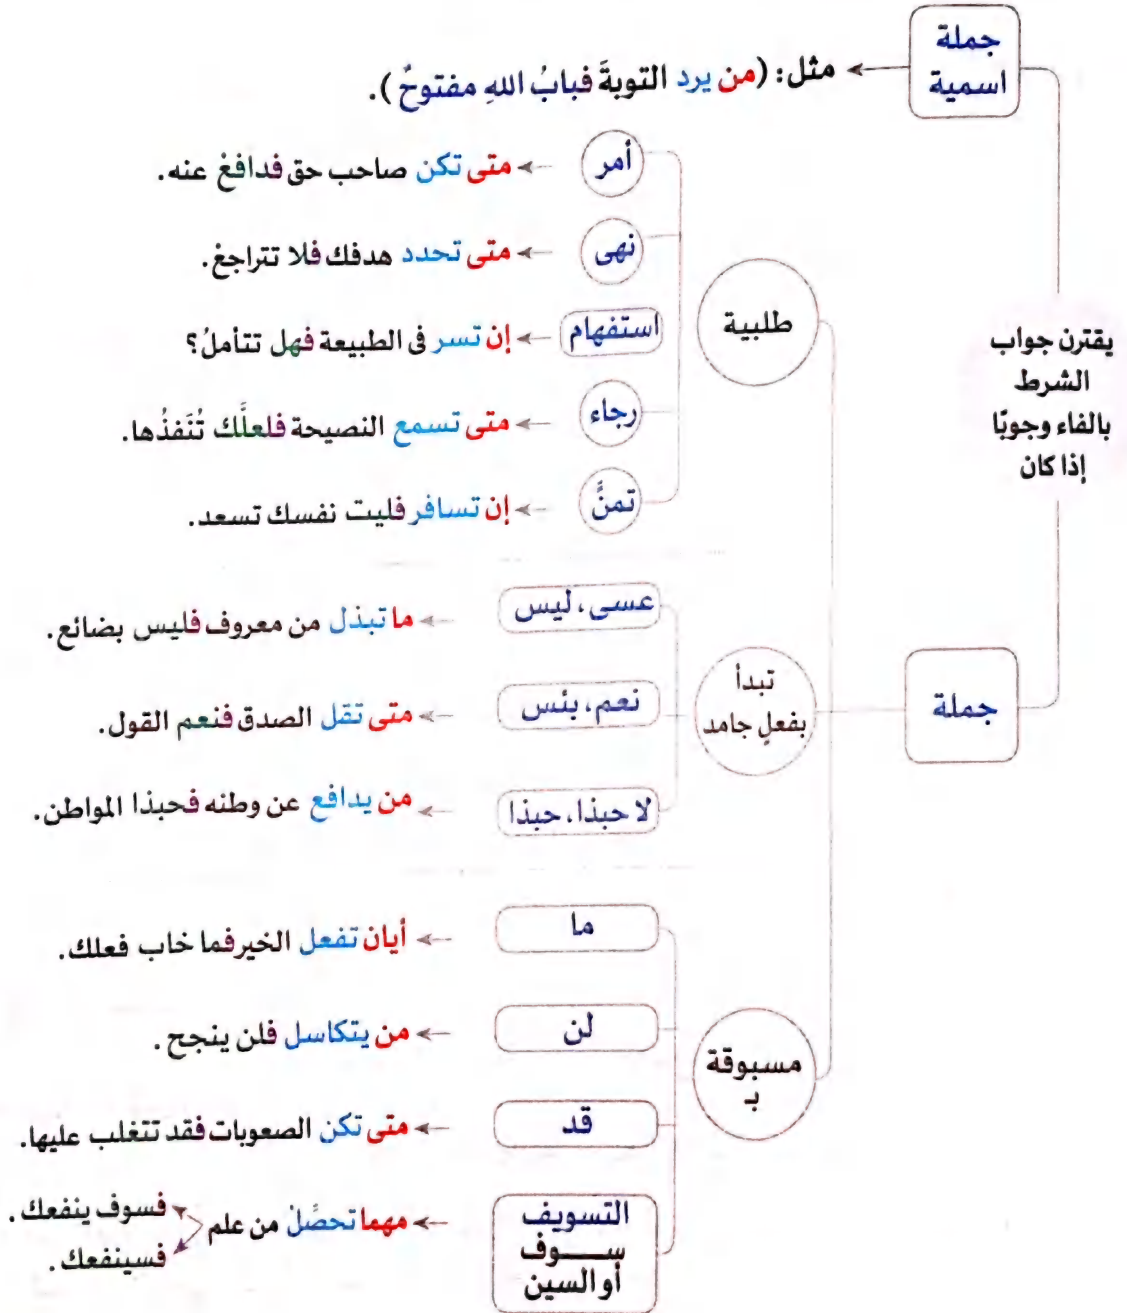 جملة
اسمية
مثل: (من يرد التوبةَ فبابُ اللهِ مفتوحٌ).
يقترن جواب
الشرط
بالفاء وجوبًا
إذا كان
جملة
طلبية
أمر
متى تكن صاحب حق فدافعْ عنه.
نهى
متى تحدد هدفك فلا تتراجعْ.
استفهام
إن تسر فى الطبيعة فهل تتأملُ؟
رجاء
متى تسمع النصيحة فلعلَّك تُنَفذُها.
تمنٍّ
إن تسافر فليت نفسك تسعد.
تبدأ
بفعلٍ جامد
عسى، ليس
ما تبذل من معروف فليس بضائع.
نعم، بئس
متى تقل الصدق فنعم القول.
لا حبذا، حبذا
من يدافع عن وطنه فحبذا المواطن.
مسبوقة
بـ
ما
أيان تفعل الخير فما خاب فعلك.
لن
من يتكاسل فلن ينجح.
قد
متى تكن الصعوبات فقد تتغلب عليها.
التسويف
ســـوف
أو السين
مهما تحصِّلْ من علم
فسوف ينفعك.
فسينفعك.